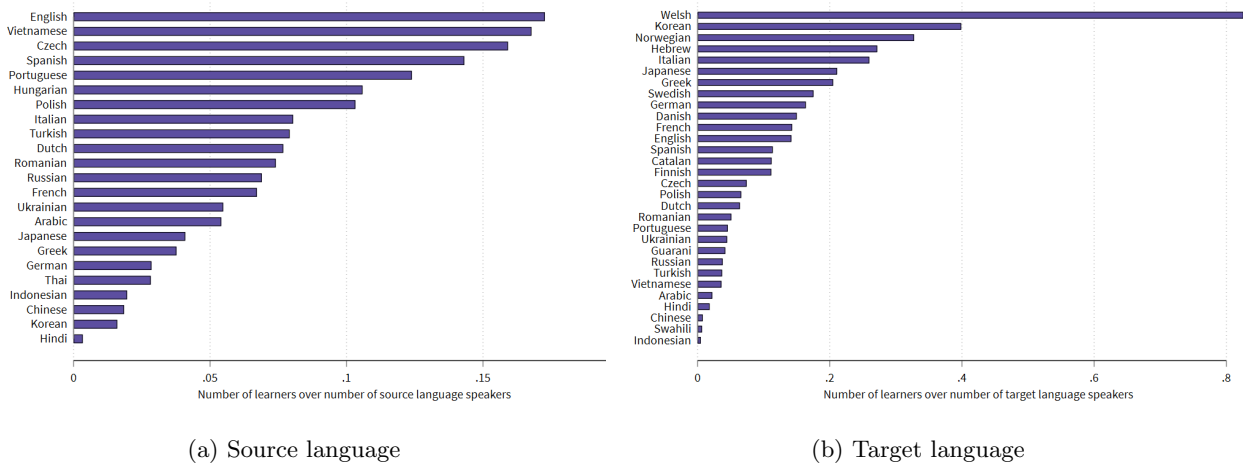 English
Vietnamese
Czech
Spanish
Portuguese
Hungarian
Polish
Italian
Turkish
Dutch
Romanian
Russian
French
Ukrainian
Arabic
Japanese
Greek
German
Thai
Indonesian
Chinese
Korean
Hindi
0 .05 .1 .15
Number of learners over number of source language speakers
(a) Source language
Welsh
Korean
Norwegian
Hebrew
Italian
Japanese
Greek
Swedish
German
Danish
French
English
Spanish
Catalan
Finnish
Czech
Polish
Dutch
Romanian
Portuguese
Ukrainian
Guarani
Russian
Turkish
Vietnamese
Arabic
Hindi
Chinese
Swahili
Indonesian
0 .2 .4 .6 .8
Number of learners over number of target language speakers
(b) Target language